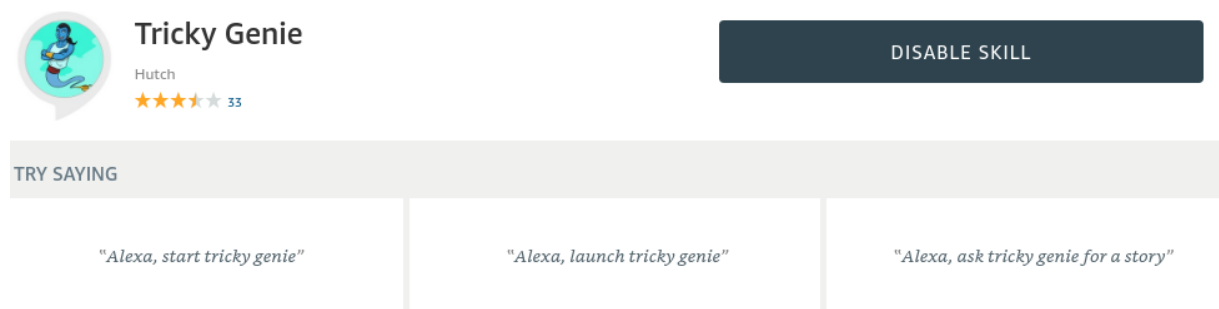 Tricky Genie
DISABLE SKILL
Hutch
33
TRY SAYING
"Alexa, start tricky genie"
"Alexa, launch tricky genie"
"Alexa, ask tricky genie for a story"